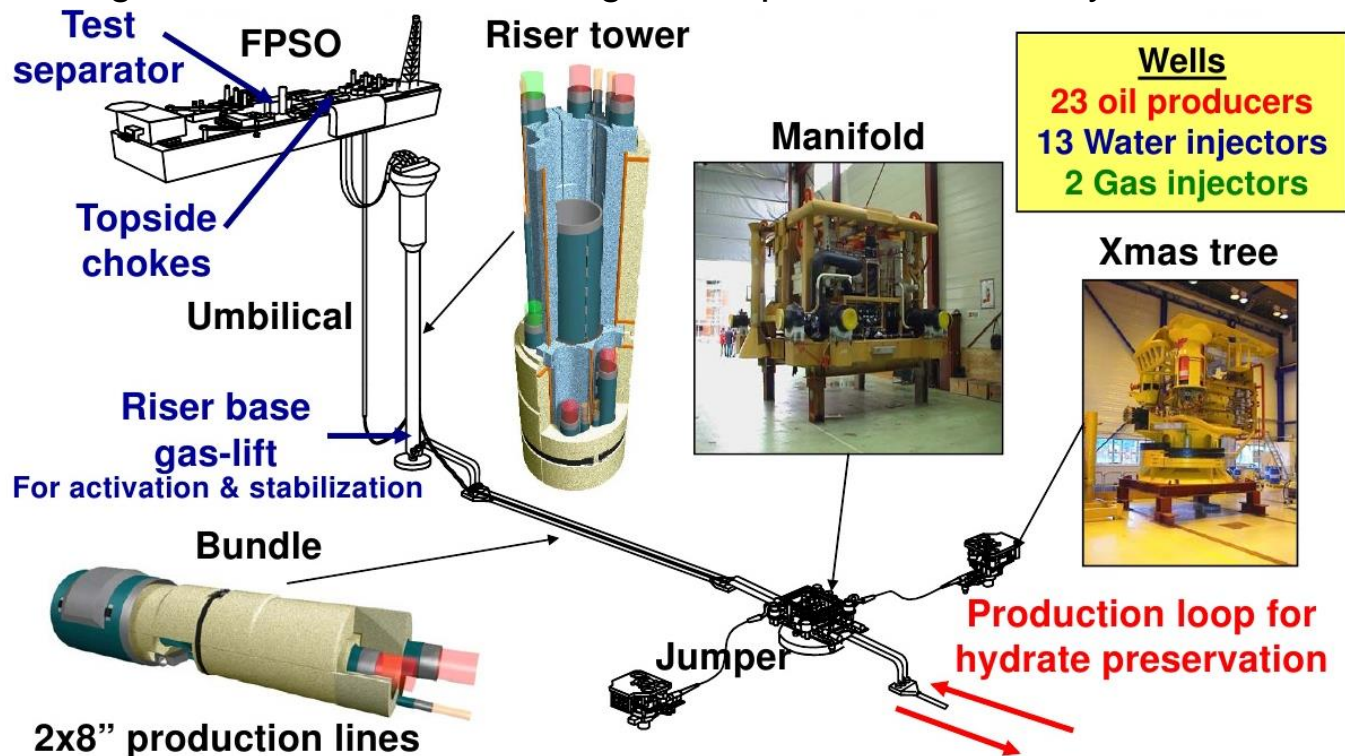 Test
separator
FPSO
Riser tower
Wells
23 oil producers
13 Water injectors
2 Gas injectors
Manifold
Xmas tree
Topside
chokes
Umbilical
Riser base
gas-lift
For activation & stabilization
Bundle
Jumper
Production loop for
hydrate preservation
2x8” production lines